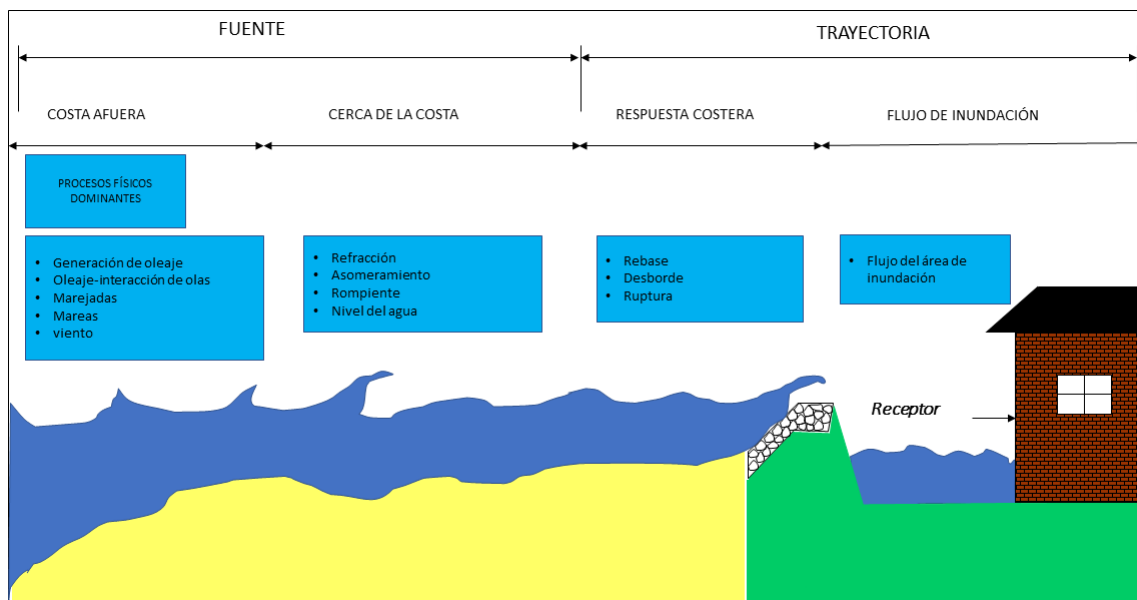 FUENTE
TRAYECTORIA
COSTA AFUERA
CERCA DE LA COSTA
RESPUESTA COSTERA
FLUJO DE INUNDACIÓN
PROCESOS FÍSICOS
DOMINANTES
• Generación de oleaje
• Oleaje-interacción de olas
• Marejadas
• Mareas
• viento
• Refracción
• Asomeramiento
• Rompiente
• Nivel del agua
• Rebase
• Desborde
• Ruptura
• Flujo del área de
inundación
Receptor